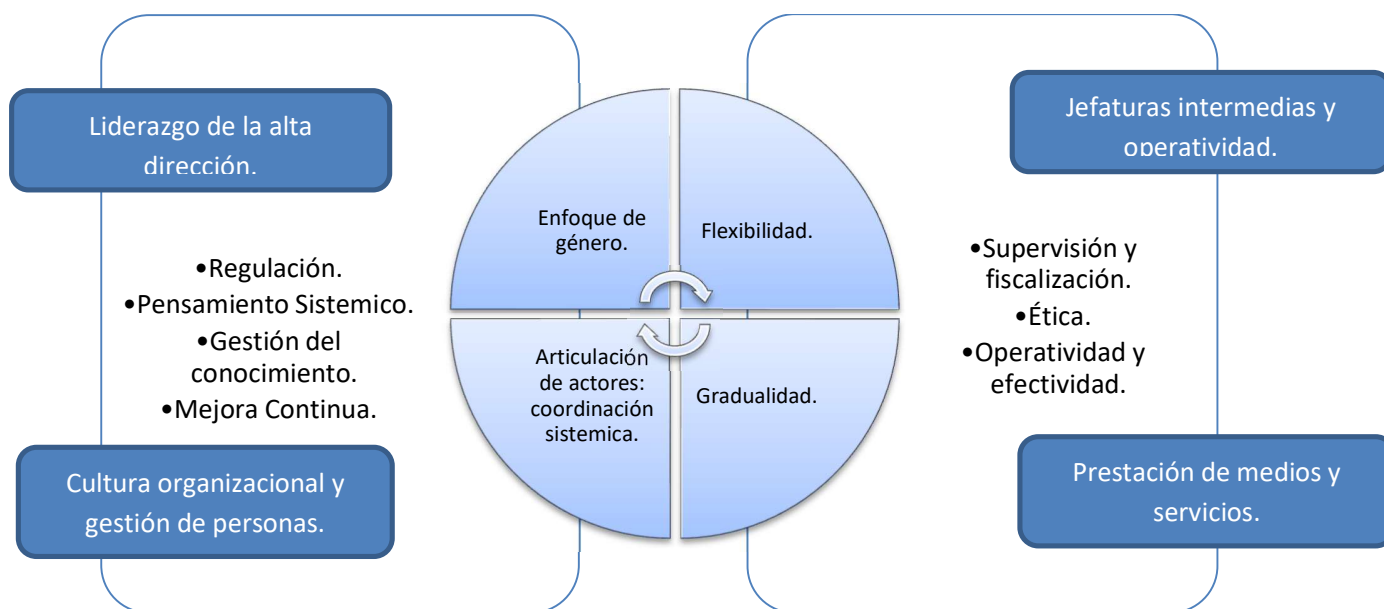 Liderazgo de la alta
dirección.
•Regulación.
•Pensamiento Sistemico.
•Gestión del
conocimiento.
•Mejora Continua.
Cultura organizacional y
gestión de personas.
Enfoque de
género.
Flexibilidad.
Articulación
de actores:
coordinación
sistemica.
Gradualidad.
Jefaturas intermedias y
operatividad.
•Supervisión y
fiscalización.
•Ética.
•Operatividad y
efectividad.
Prestación de medios y
servicios.